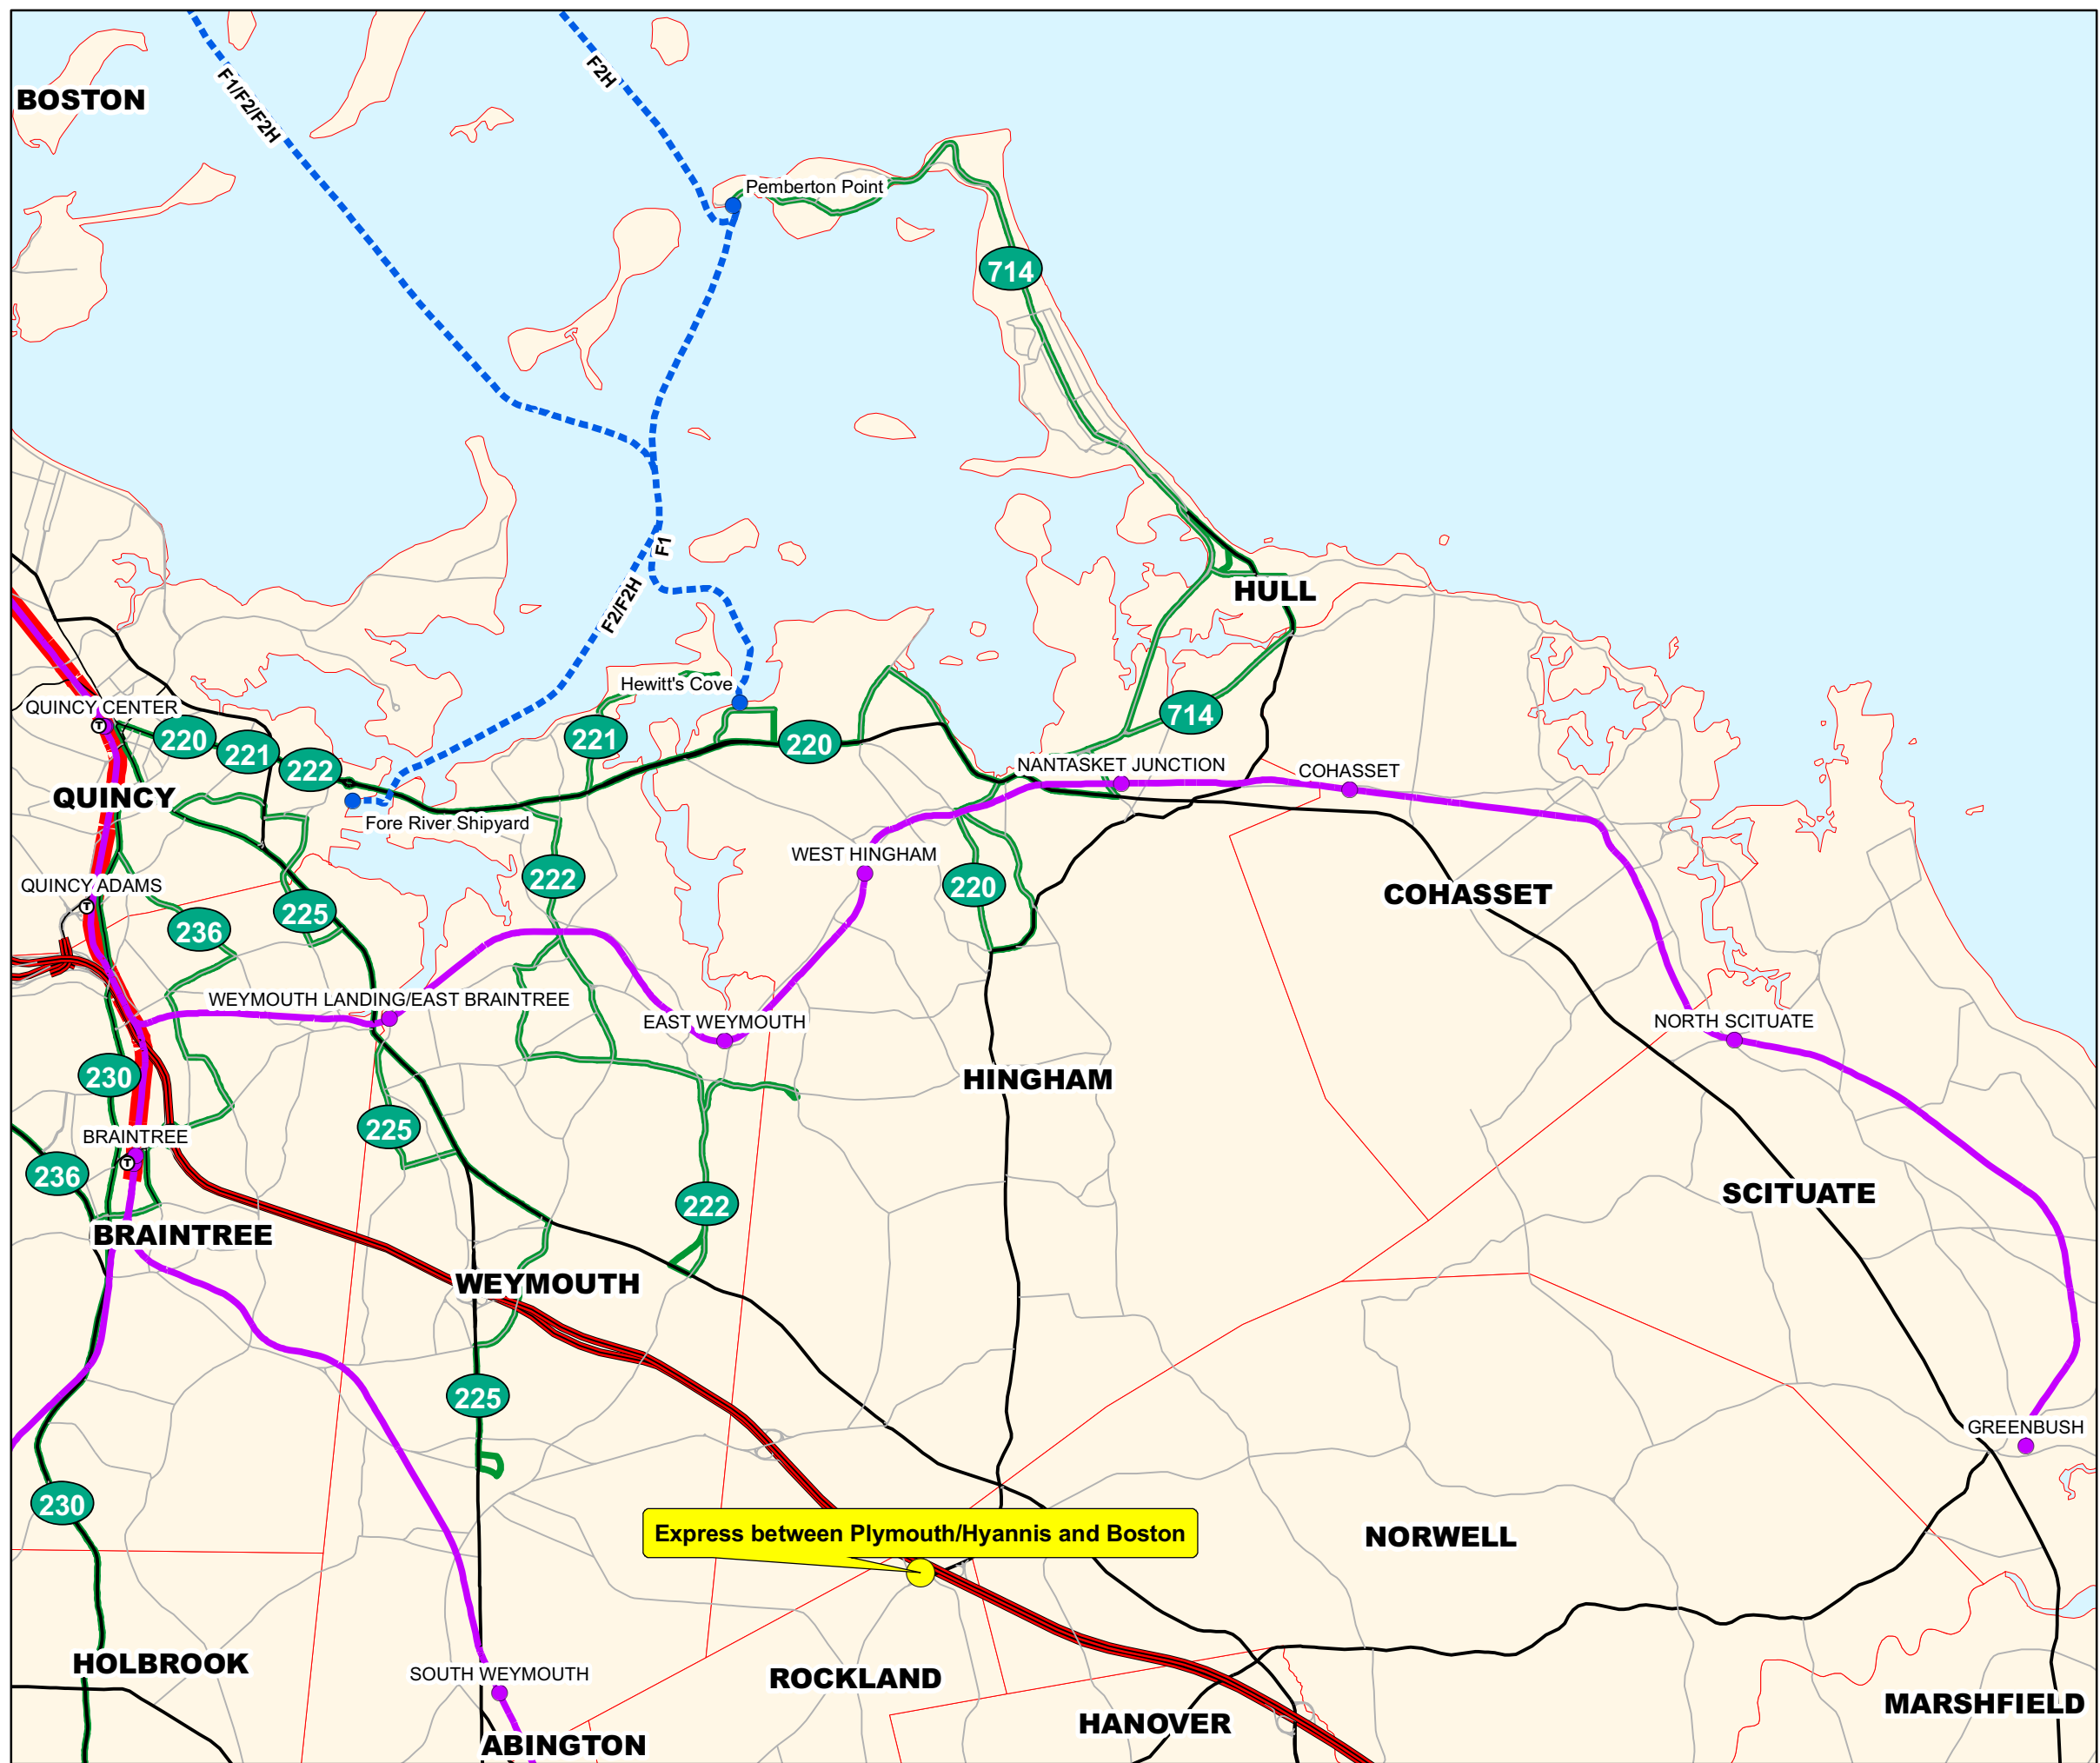 BOSTON
F1/F2/F2H
F2H
Pemberton Point
714
F1
F2/F2H
HULL
Hewitt's Cove
QUINCY CENTER
T
220
221
222
221
220
714
NANTASKET JUNCTION
COHASSET
QUINCY
Fore River Shipyard
WEST HINGHAM
QUINCY ADAMS
T
222
220
COHASSET
225
236
WEYMOUTH LANDING/EAST BRAINTREE
EAST WEYMOUTH
NORTH SCITUATE
230
HINGHAM
225
BRAINTREE
T
236
222
SCITUATE
BRAINTREE
WEYMOUTH
225
GREENBUSH
230
Express between Plymouth/Hyannis and Boston
NORWELL
HOLBROOK
SOUTH WEYMOUTH
ROCKLAND
MARSHFIELD
HANOVER
ABINGTON